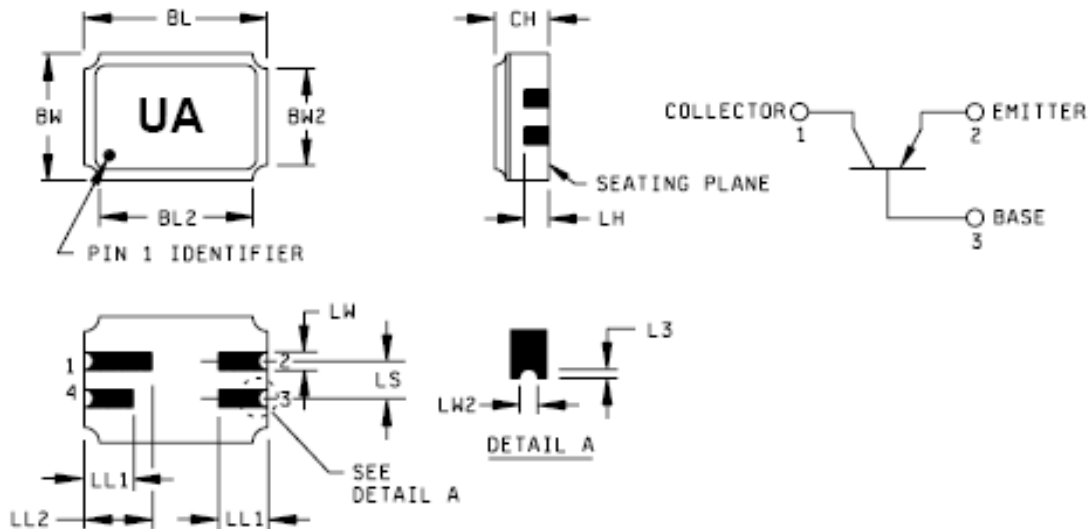 BL
CH
BW
UA
BW2
COLLECTOR
1
2
EMITTER
SEATING PLANE
BL2
LH
3
BASE
PIN 1 IDENTIFIER
LW
L3
1
2
LS
4
3
LW2
DETAIL A
LL1
SEE
DETAIL A
LL2
LL1